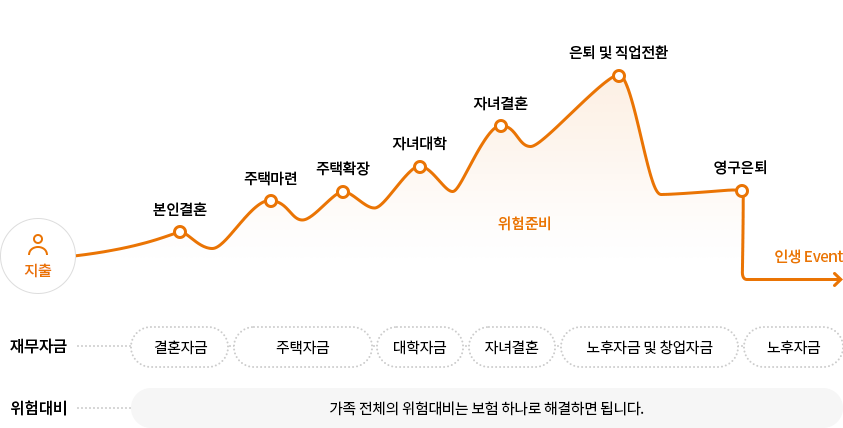 은퇴 및 직업전환
자녀결혼
자녀대학
주택확장
주택마련
영구은퇴
본인결혼
위험준비
지출
인생 Event
재무자금
결혼자금
주택자금
대학자금
자녀결혼
노후자금 및 창업자금
노후자금
위험대비
가족 전체의 위험대비는 보험 하나로 해결하면 됩니다.